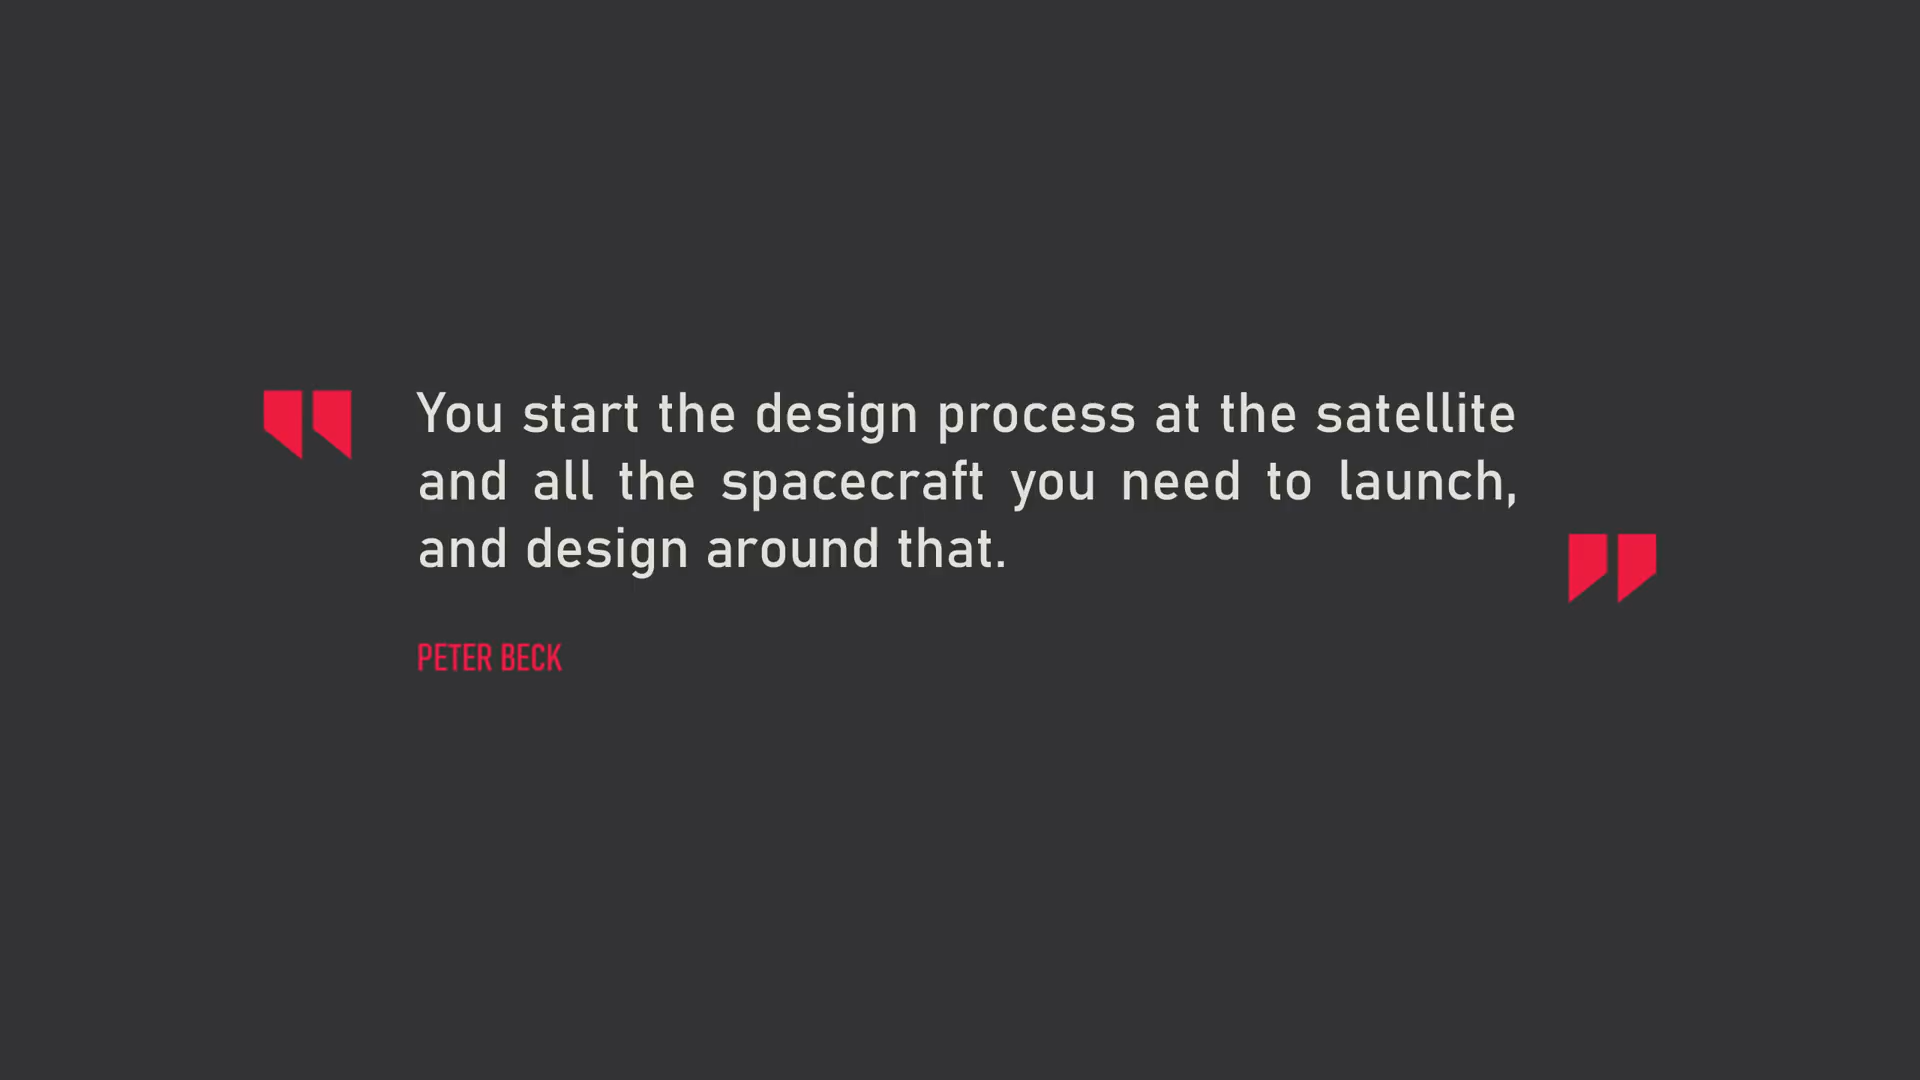 You start the design process at the satellite
and all the spacecraft you need to launch,
and design around that.
PETER BECK